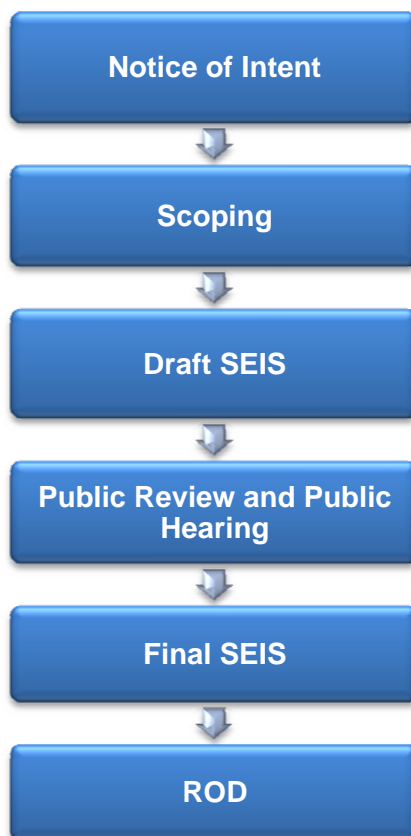 Notice of Intent
Scoping
Draft SEIS
Public Review and Public
Hearing
Final SEIS
ROD